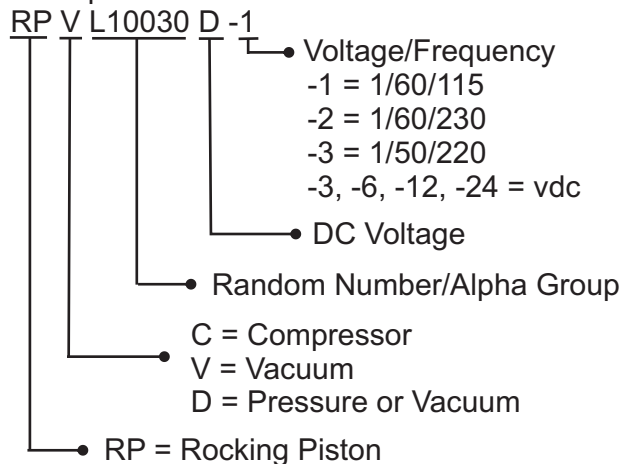 RP V L10030 D -1
Voltage/Frequency
-1 = 1/60/115
-2 = 1/60/230
-3 = 1/50/220
-3, -6, -12, -24 = vdc
DC Voltage
Random Number/Alpha Group
C = Compressor
V = Vacuum
D = Pressure or Vacuum
RP = Rocking Piston